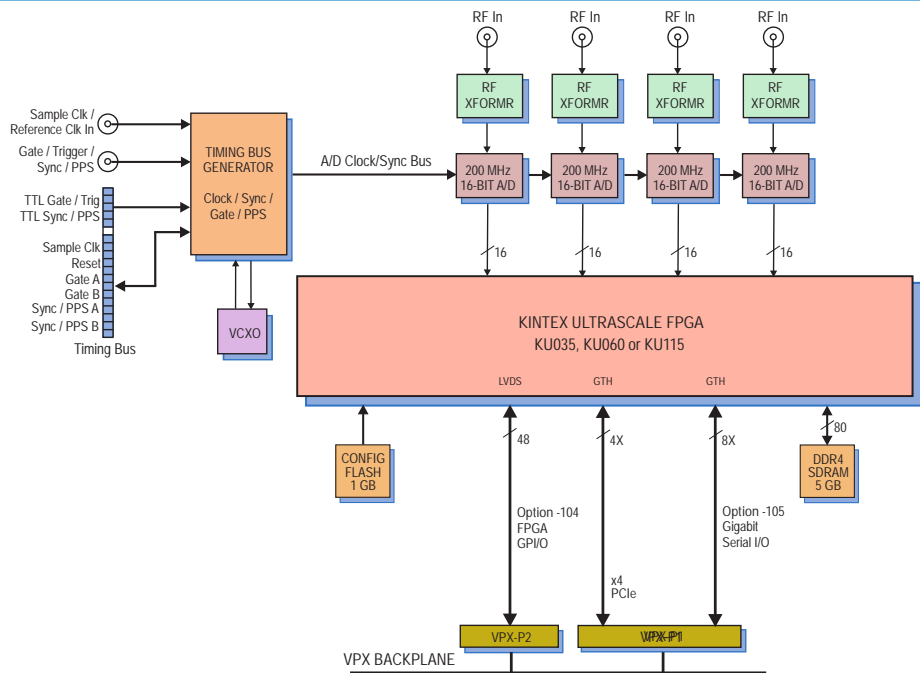 RF In
RF In
RF In
RF In
RF
XFORMR
RF
XFORMR
RF
XFORMR
RF
XFORMR
Sample Clk /
Reference Clk In
Gate / Trigger /
Sync / PPS
TTL Gate / Trig
TTL Sync / PPS
Sample Clk
Reset
Gate A
Gate B
Sync / PPS A
Sync / PPS B
Timing Bus
TIMING BUS
GENERATOR
Clock / Sync /
Gate / PPS
VCXO
A/D Clock/Sync Bus
200 MHz
16-BIT A/D
200 MHz
16-BIT A/D
200 MHz
16-BIT A/D
200 MHz
16-BIT A/D
16
16
16
16
KINTEX ULTRASCALE FPGA
KU035, KU060 or KU115
LVDS
GTH
GTH
48
4X
8X
80
CONFIG
FLASH
1 GB
DDR4
SDRAM
5 GB
Option -104
FPGA
GPI/O
x4
PCIe
Option -105
Gigabit
Serial I/O
VPX-P2
VPX-P1
VPX BACKPLANE